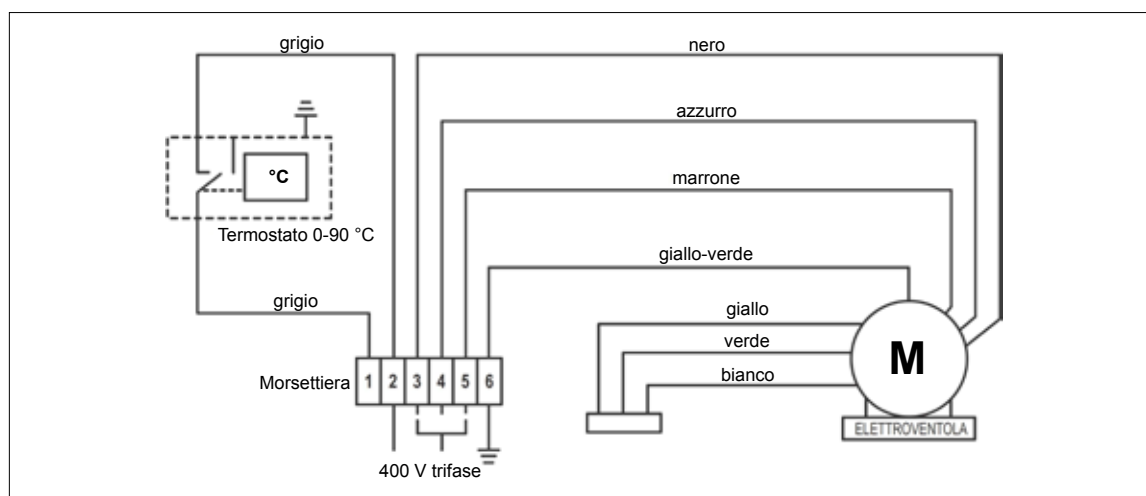 grigio
nero
azzurro
°C
marrone
Termostato 0-90 °C
giallo-verde
grigio
giallo
verde
bianco
M
Morsettiera 1 2 3 4 5 6
ELETTROVENTOLA
400 V trifase